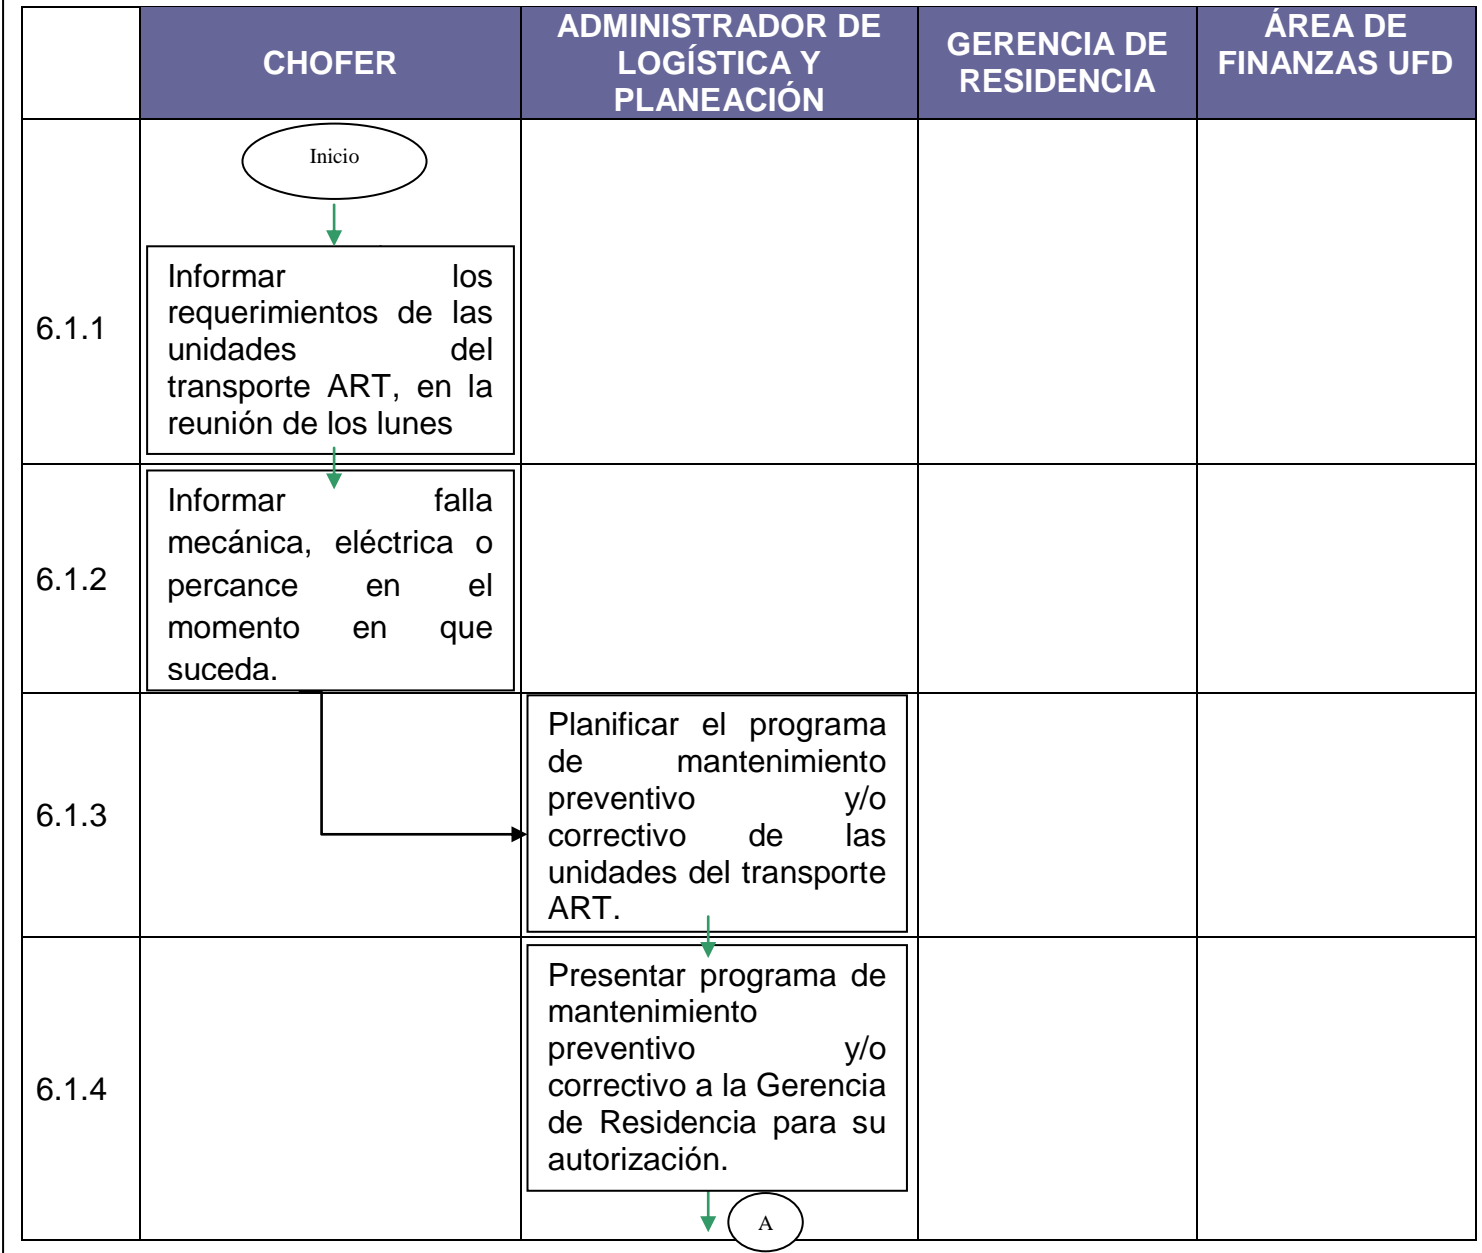 CHOFER
ADMINISTRADOR DE
LOGÍSTICA Y
PLANEACIÓN
GERENCIA DE
RESIDENCIA
ÁREA DE
FINANZAS UFD
Inicio
6.1.1
Informar los
requerimientos de las
unidades del
transporte ART, en la
reunión de los lunes
6.1.2
Informar falla
mecánica, eléctrica o
percance en el
momento en que
suceda.
6.1.3
Planificar el programa
de mantenimiento
preventivo y/o
correctivo de las
unidades del transporte
ART.
6.1.4
Presentar programa de
mantenimiento
preventivo y/o
correctivo a la Gerencia
de Residencia para su
autorización.
A